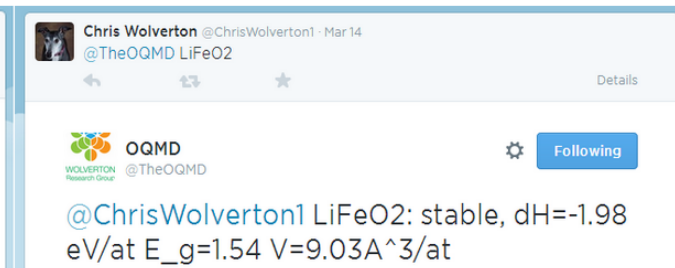 Chris Wolverton @ChrisWolverton1 · Mar 14
@TheOQMD LiFeO2
Details
WOLVERTON
Research Group
OQMD
@TheOQMD
Following
@ChrisWolverton1 LiFeO2: stable, dH=-1.98
eV/at E_g=1.54 V=9.03A^3/at